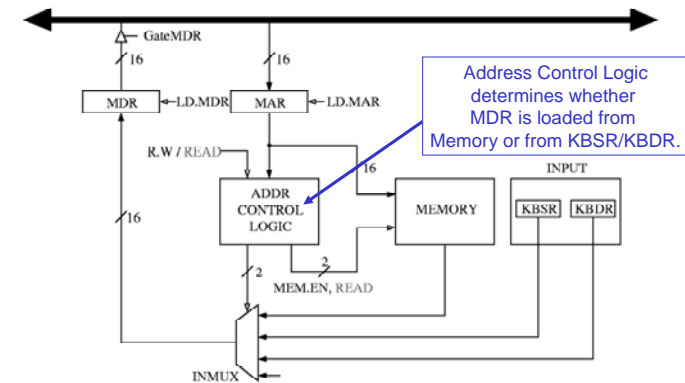 GateMDR
16
16
MDR
LD.MDR
MAR
LD.MAR
Address Control Logic
determines whether
MDR is loaded from
Memory or from KBSR/KBDR.
R.W / READ
16
INPUT
ADDR
CONTROL
LOGIC
MEMORY
KBSR
KBDR
16
2
2
MEM.EN, READ
INMUX